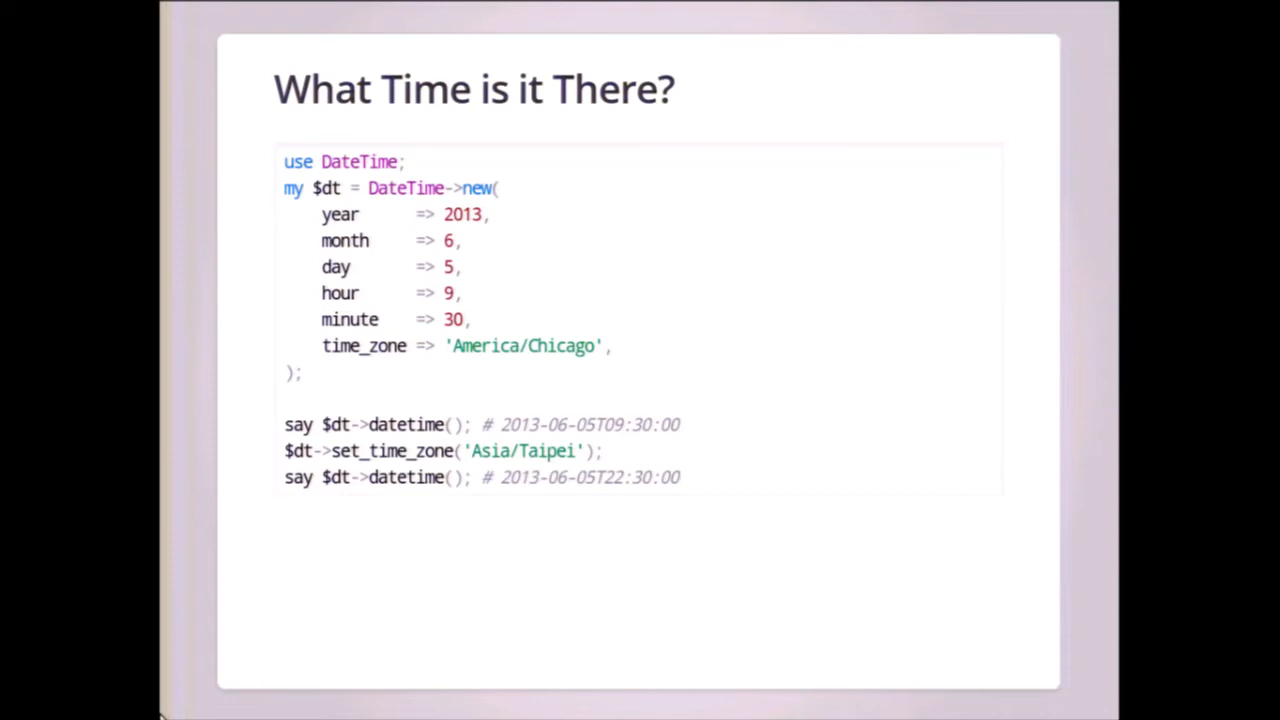 What Time is it There?
use DateTime;
my $dt = DateTime->new(
    year      => 2013,
    month     => 6,
    day       => 5,
    hour      => 9,
    minute    => 30,
    time_zone => 'America/Chicago',
);
say $dt->datetime(); # 2013-06-05T09:30:00
$dt->set_time_zone('Asia/Taipei');
say $dt->datetime(); # 2013-06-05T22:30:00